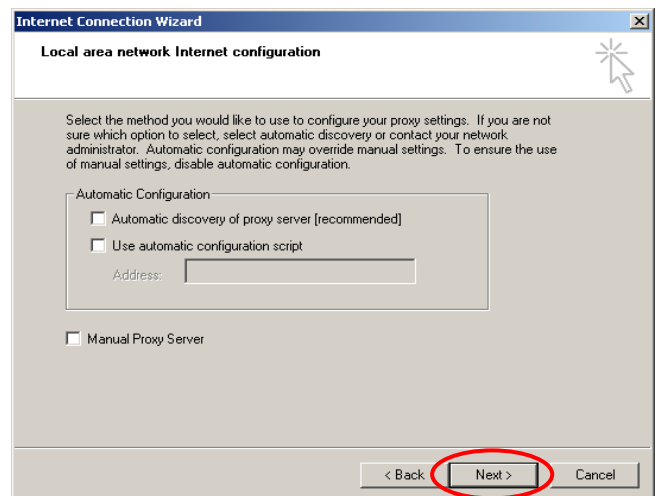 Internet Connection Wizard
Local area network Internet configuration
Select the method you would like to use to configure your proxy settings. If you are not
sure which option to select, select automatic discovery or contact your network
administrator. Automatic configuration may override manual settings. To ensure the use
of manual settings, disable automatic configuration.
Automatic Configuration
Automatic discovery of proxy server [recommended]
Use automatic configuration script
Address:
Manual Proxy Server
< Back
Next >
Cancel